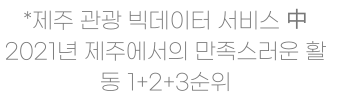 *제주 관광 빅데이터 서비스 中
2021년 제주에서의 만족스러운 활
동 1+2+3순위